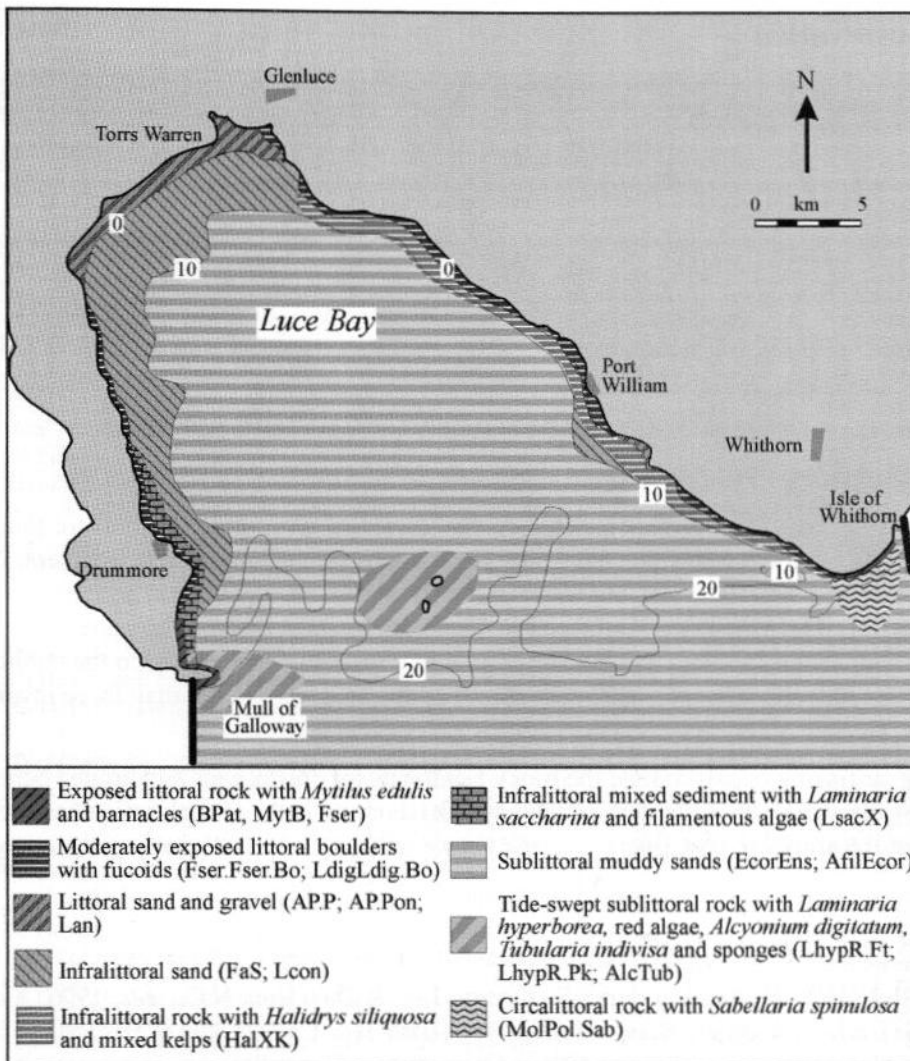 Glenluce
Torrs Warren
N
0 km 5
0
10
0
Luce Bay
Port
William
Whithorn
10
Isle of
Whithorn
Drummore
10
20
20
Mull of
Galloway
Exposed littoral rock with Mytilus edulis
and barnacles (BPat, MytB, Fser)
Moderately exposed littoral boulders
with fucoids (Fser.Fser.Bo; LdigLdig.Bo)
Littoral sand and gravel (AP.P; AP.Pon;
Lan)
Infralittoral sand (FaS; Lcon)
Infralittoral rock with Halidrys siliquosa
and mixed kelps (HalXK)
Infralittoral mixed sediment with Laminaria
saccharina and filamentous algae (LsacX)
Sublittoral muddy sands (EcorEns; AfilEcor)
Tide-swept sublittoral rock with Laminaria
hyperborea, red algae, Alcyonium digitatum,
Tubularia indivisa and sponges (LhypR.Ft;
LhypR.Pk; AlcTub)
Circalittoral rock with Sabellaria spinulosa
(MolPol.Sab)